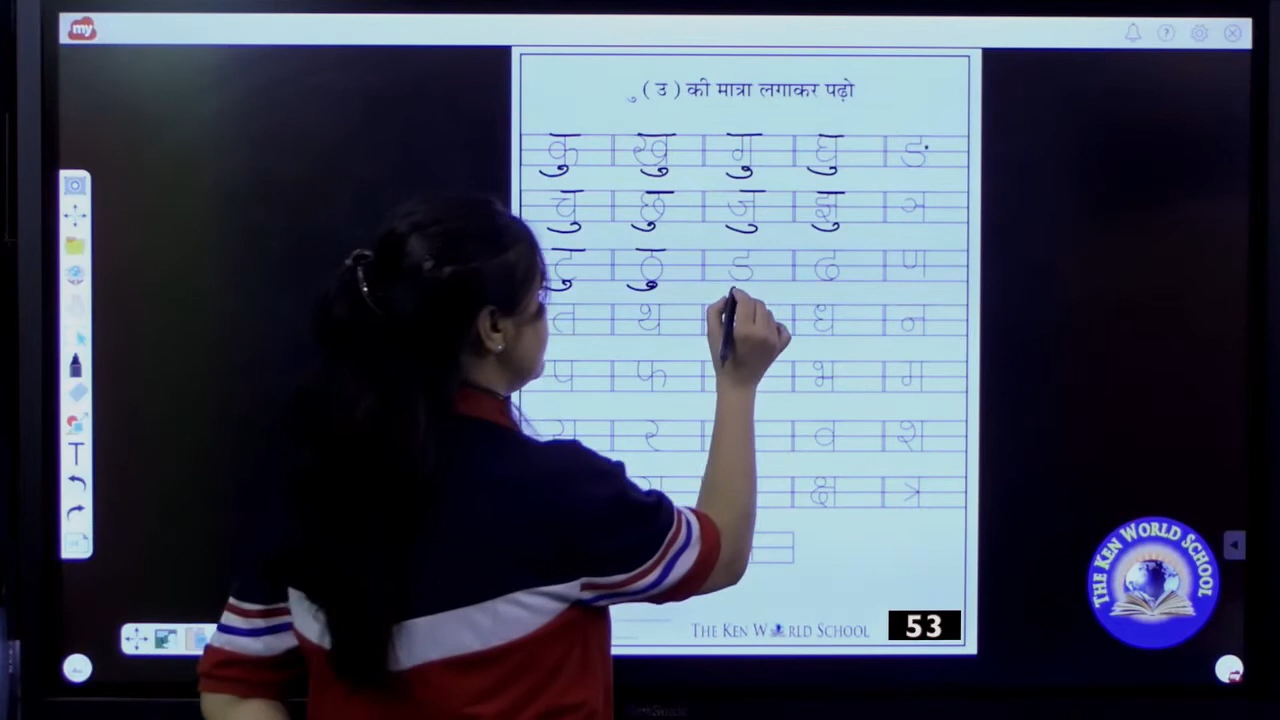 my
ु ( उ ) की मात्रा लगाकर पढ़ो
कु खु गु घु ङ
चु छु जु झु ञ
टु ठु ड ढ ण
त थ ध न
प फ भ म
र व श
क्ष त्र
THE KEN WORLD SCHOOL
53
THE KEN WORLD SCHOOL